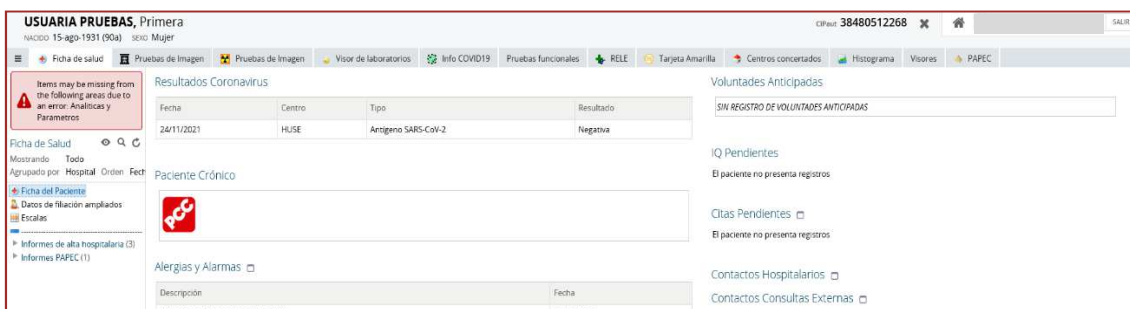 USUARIA PRUEBAS, Primera
NACIDO 15-ago-1931 (90a) SEXO Mujer
CIPaut 38480512268
SALIR
Ficha de salud Pruebas de Imagen Pruebas de Imagen Visor de laboratorios Info COVID19 Pruebas funcionales RELE Tarjeta Amarilla Centros concertados Histograma Visores PAPEC
Items may be missing from
the following areas due to
an error: Analiticas y
Parametros
Ficha de Salud
Mostrando Todo
Agrupado por Hospital Orden Fech
Ficha del Paciente
Datos de filiación ampliados
Escalas
Informes de alta hospitalaria (3)
Informes PAPEC (1)
Resultados Coronavirus
Fecha Centro Tipo Resultado
24/11/2021 HUSE Antígeno SARS-CoV-2 Negativa
Paciente Crónico
PCC
Alergias y Alarmas
Descripción Fecha
Voluntades Anticipadas
SIN REGISTRO DE VOLUNTADES ANTICIPADAS
IQ Pendientes
El paciente no presenta registros
Citas Pendientes
El paciente no presenta registros
Contactos Hospitalarios
Contactos Consultas Externas